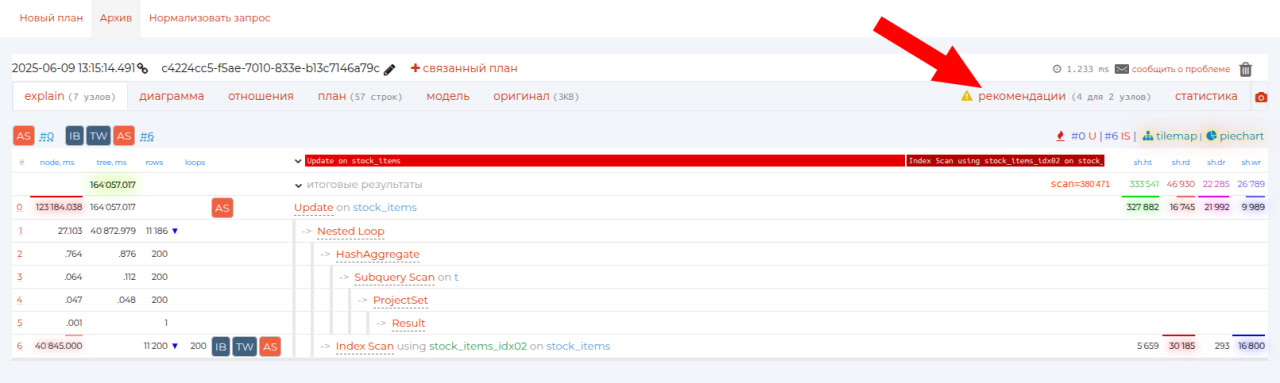 Новый план Архив Нормализовать запрос
2025-06-09 13:15:14.491 c4224cc5-f5ae-7010-833e-b13c7146a79c + связанный план 1.233 ms сообщить о проблеме
explain (7 узлов) диаграмма отношения план (57 строк) модель оригинал (3KB) рекомендации (4 для 2 узлов) статистика
AS #0 IB TW AS #6 #0 U | #6 IS | tilemap | piechart
# node, ms tree, ms rows loops Update on stock_items Index Scan using stock_items_idx02 on stock_ sh.ht sh.rd sh.dr sh.wr
164 057.017 итоговые результаты scan=380 471 333 541 46 930 22 285 26 789
0 123 184.038 164 057.017 AS Update on stock_items 327 882 16 745 21 992 9 989
1 27.103 40 872.979 11 186 -> Nested Loop
2 .764 .876 200 -> HashAggregate
3 .064 .112 200 -> Subquery Scan on t
4 .047 .048 200 -> ProjectSet
5 .001 1 -> Result
6 40 845.000 11 200 200 IB TW AS -> Index Scan using stock_items_idx02 on stock_items 5 659 30 185 293 16 800